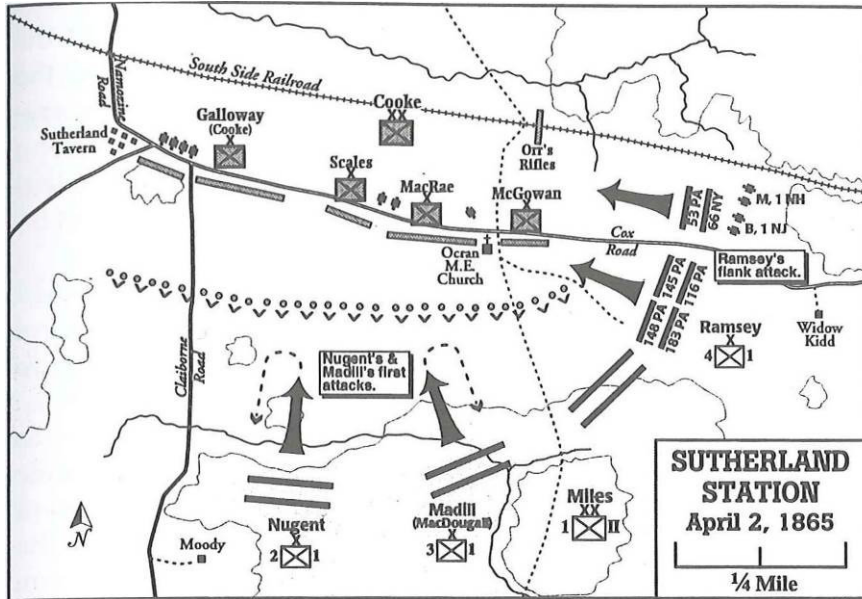 South Side Railroad
Namozine
Road
Sutherland
Tavern
Galloway
(Cooke)
X
Cooke
XX
Scales
X
MacRae
X
McGowan
X
Orr's
Rifles
53 PA
66 NY
M, 1 NH
B, 1 NJ
Cox
Road
Ocran
M.E.
Church
Ramsey's
flank attack.
145 PA
116 PA
148 PA
183 PA
Ramsey
X
4 1
Widow
Kidd
Claiborne
Road
Nugent's &
Madill's first
attacks.
N
Moody
Nugent
X
2 1
Madill
(MacDougall)
X
3 1
Miles
XX
1 II
SUTHERLAND
STATION
April 2, 1865
1/4 Mile